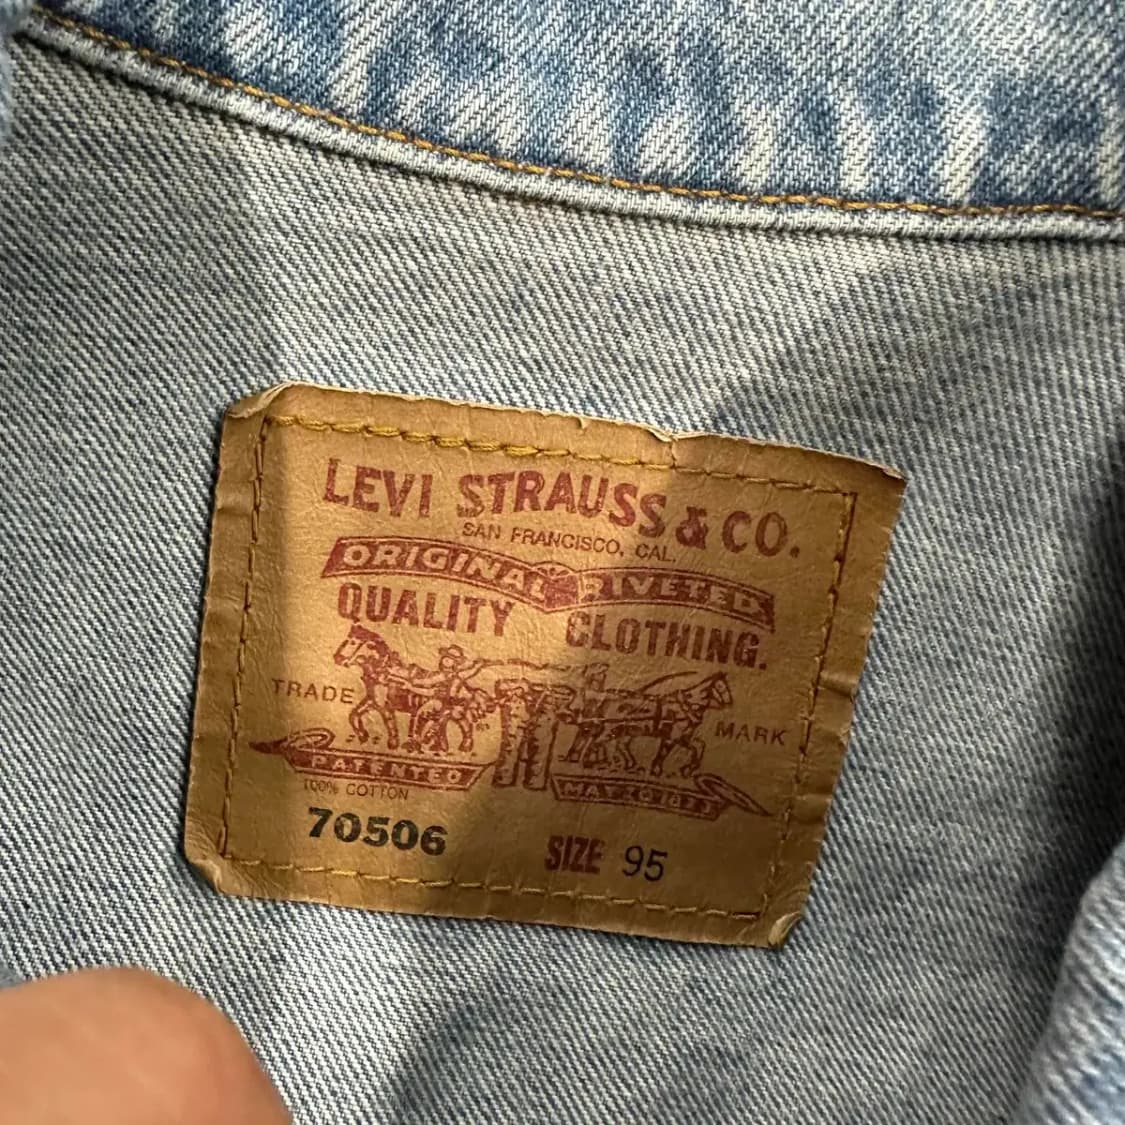 LEVI STRAUSS & CO.
SAN FRANCISCO, CAL.
ORIGINAL RIVETED
QUALITY CLOTHING.
TRADE MARK
PATENTED MAY 20 1873
100% COTTON
70506 SIZE 95